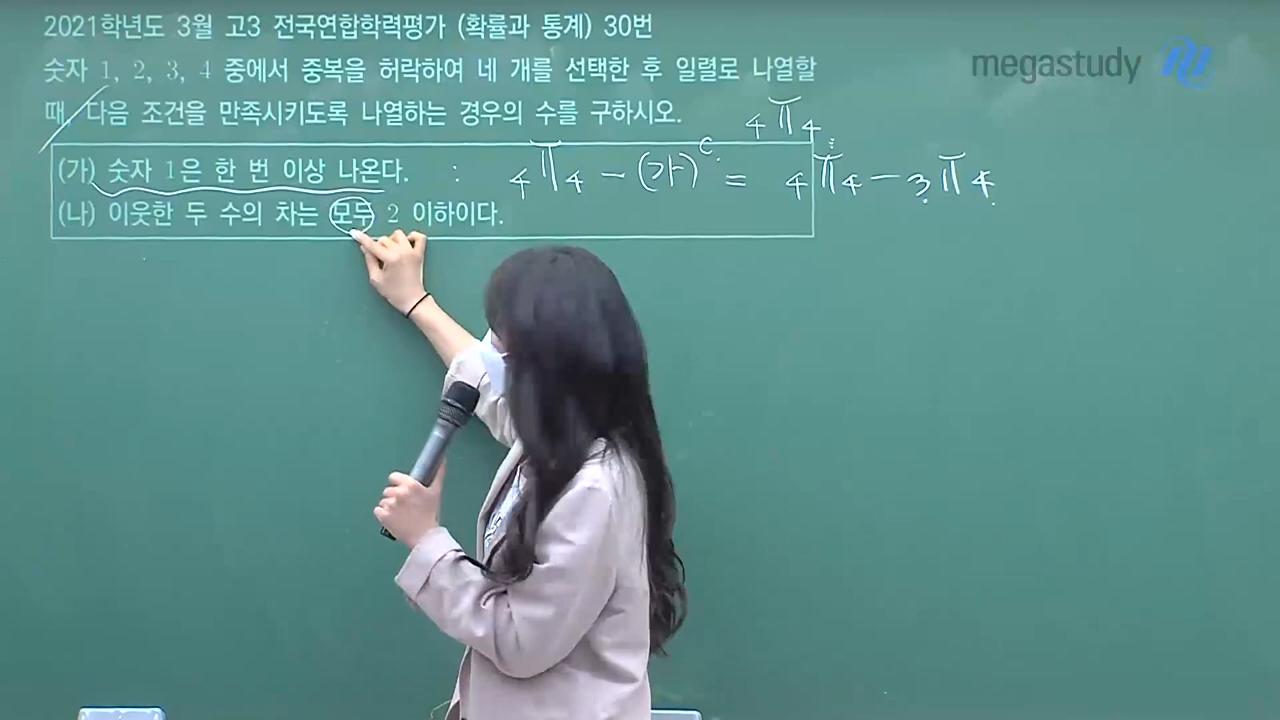 2021학년도 3월 고3 전국연합학력평가 (확률과 통계) 30번
숫자 1, 2, 3, 4 중에서 중복을 허락하여 네 개를 선택한 후 일렬로 나열할
megastudy
때, 다음 조건을 만족시키도록 나열하는 경우의 수를 구하시오.
₄Π₄
(가) 숫자 1은 한 번 이상 나온다. : ₄Π₄ − (가)ᶜ = ₄Π₄ − ₃Π₄
(나) 이웃한 두 수의 차는 모두 2 이하이다.